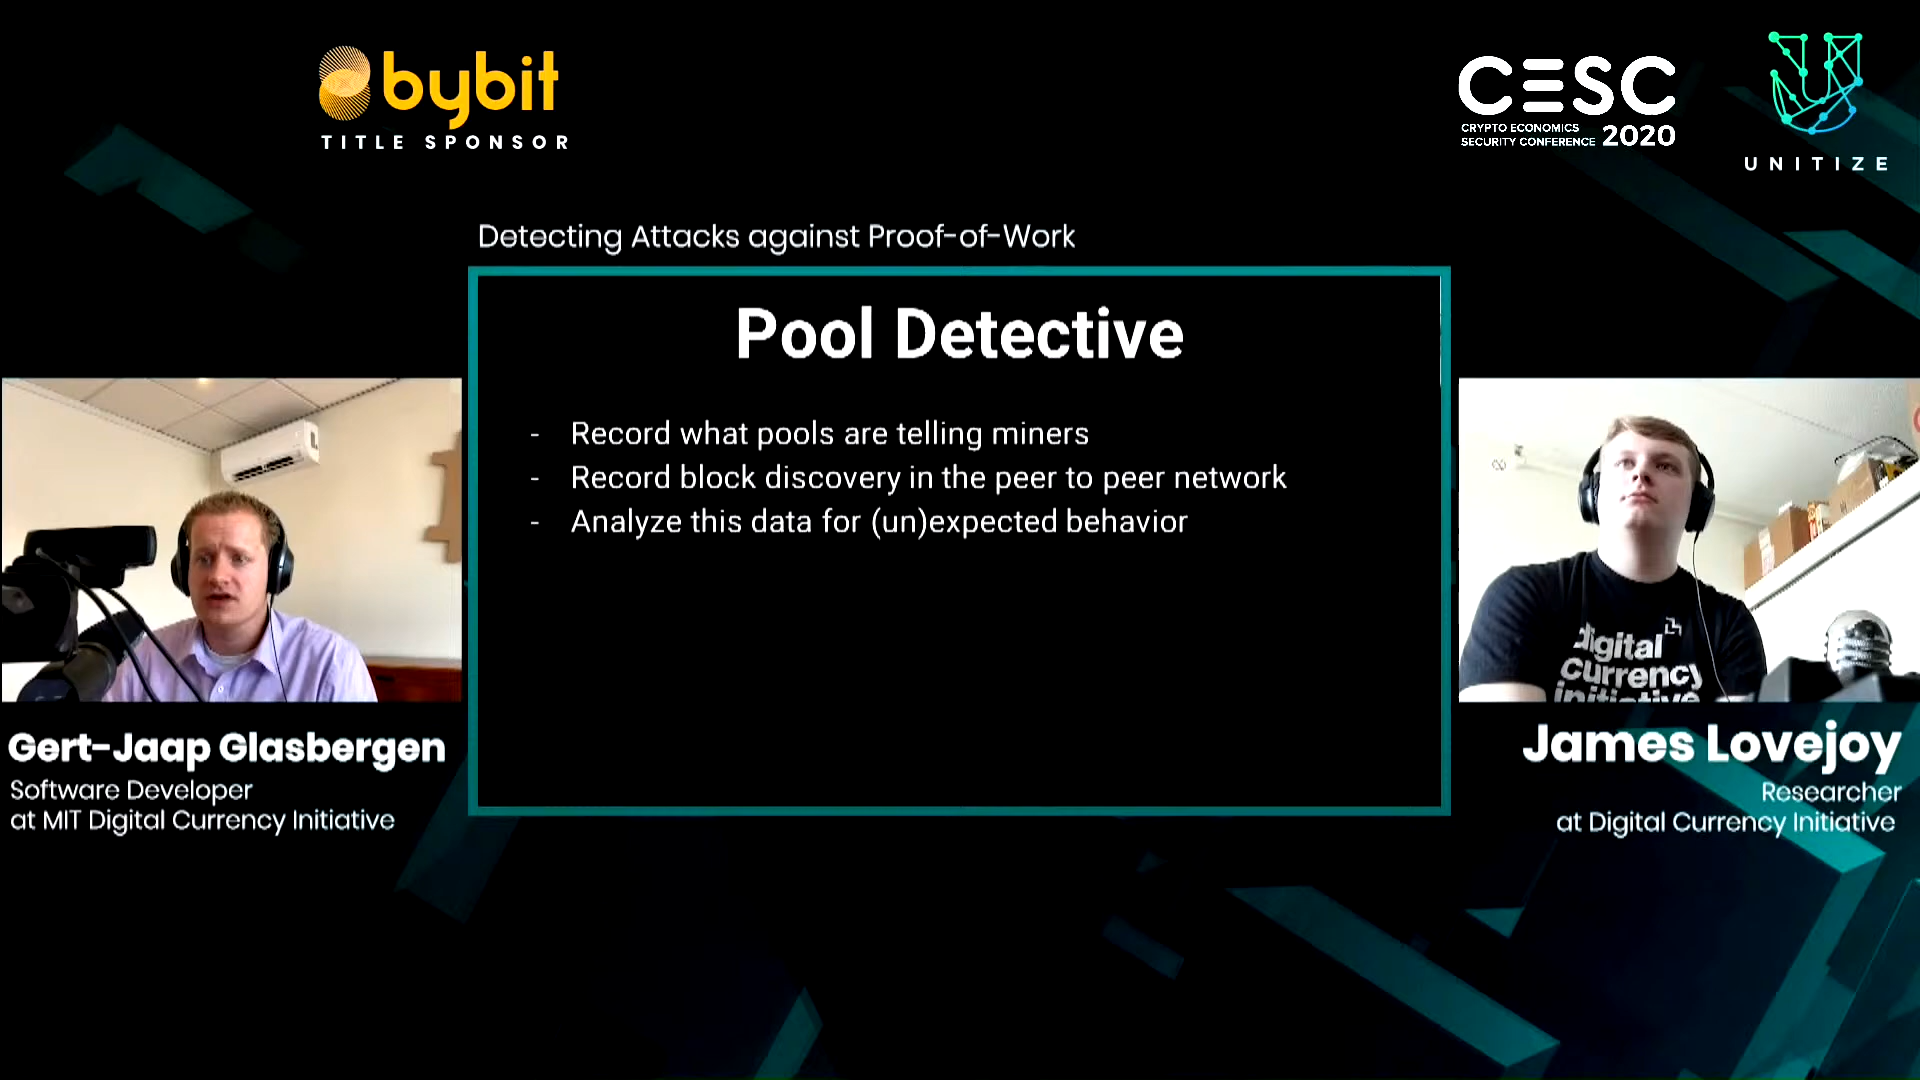 bybit
TITLE SPONSOR
CESC
CRYPTO ECONOMICS
SECURITY CONFERENCE 2020
UNITIZE
Detecting Attacks against Proof-of-Work
Pool Detective
- Record what pools are telling miners
- Record block discovery in the peer to peer network
- Analyze this data for (un)expected behavior
digital
currency
initiative
Gert-Jaap Glasbergen
Software Developer
at MIT Digital Currency Initiative
James Lovejoy
Researcher
at Digital Currency Initiative